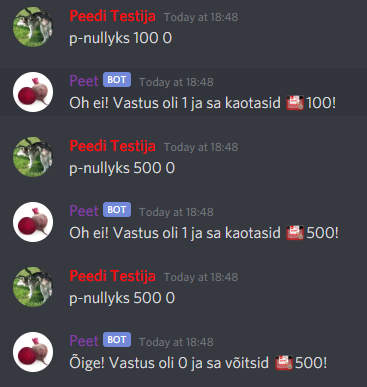 Peedi Testija Today at 18:48
p-nullyks 100 0
Peet BOT Today at 18:48
Oh ei! Vastus oli 1 ja sa kaotasid 100!
Peedi Testija Today at 18:48
p-nullyks 500 0
Peet BOT Today at 18:48
Oh ei! Vastus oli 1 ja sa kaotasid 500!
Peedi Testija Today at 18:48
p-nullyks 500 0
Peet BOT Today at 18:48
Õige! Vastus oli 0 ja sa võitsid 500!